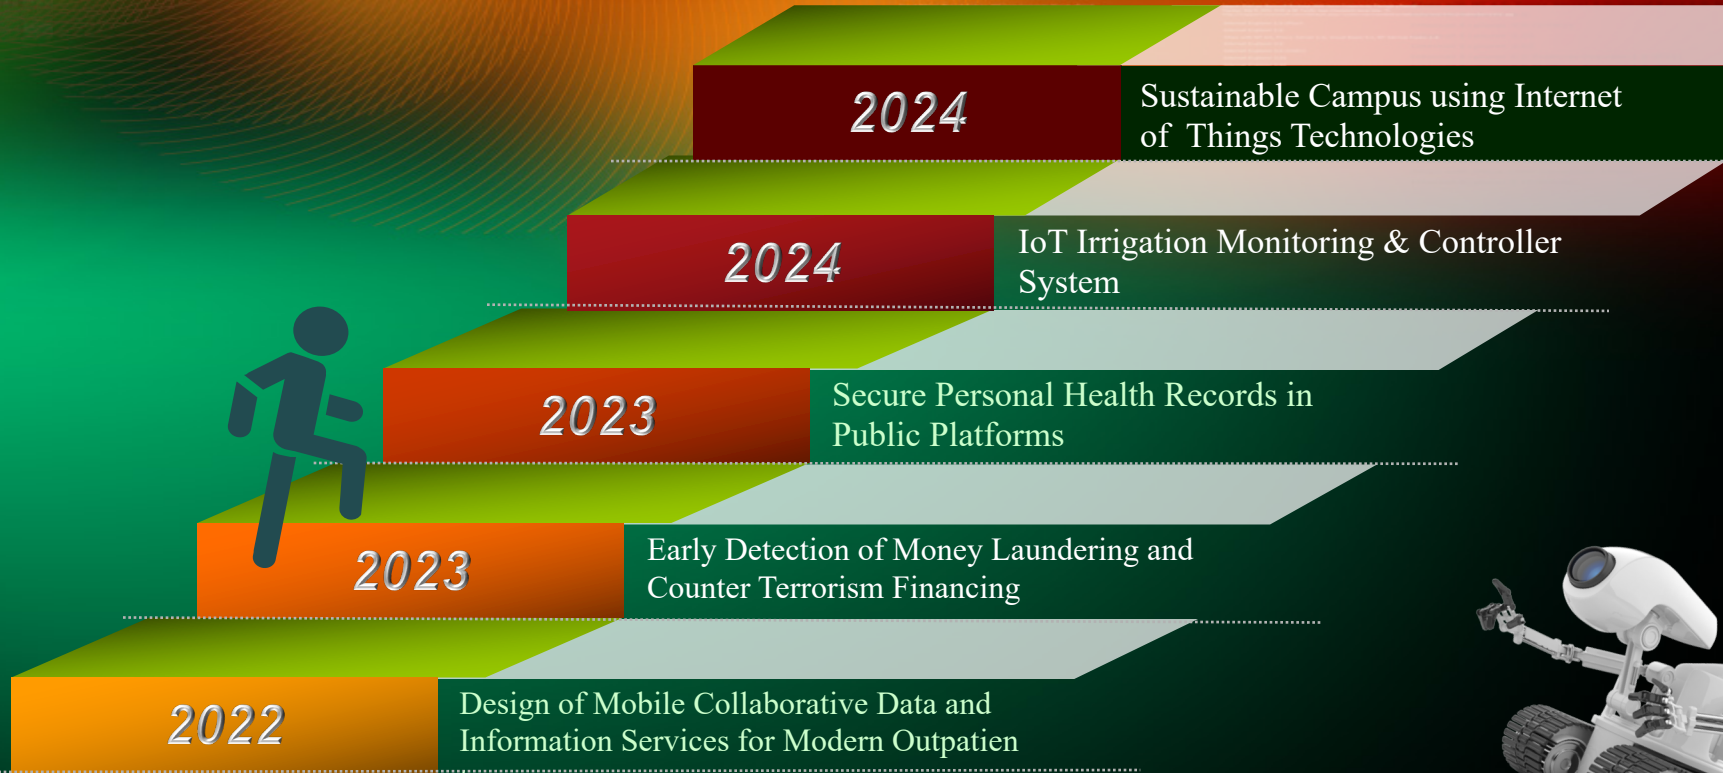 2024
Sustainable Campus using Internet
of Things Technologies
2024
IoT Irrigation Monitoring & Controller
System
2023
Secure Personal Health Records in
Public Platforms
2023
Early Detection of Money Laundering and
Counter Terrorism Financing
2022
Design of Mobile Collaborative Data and
Information Services for Modern Outpatien